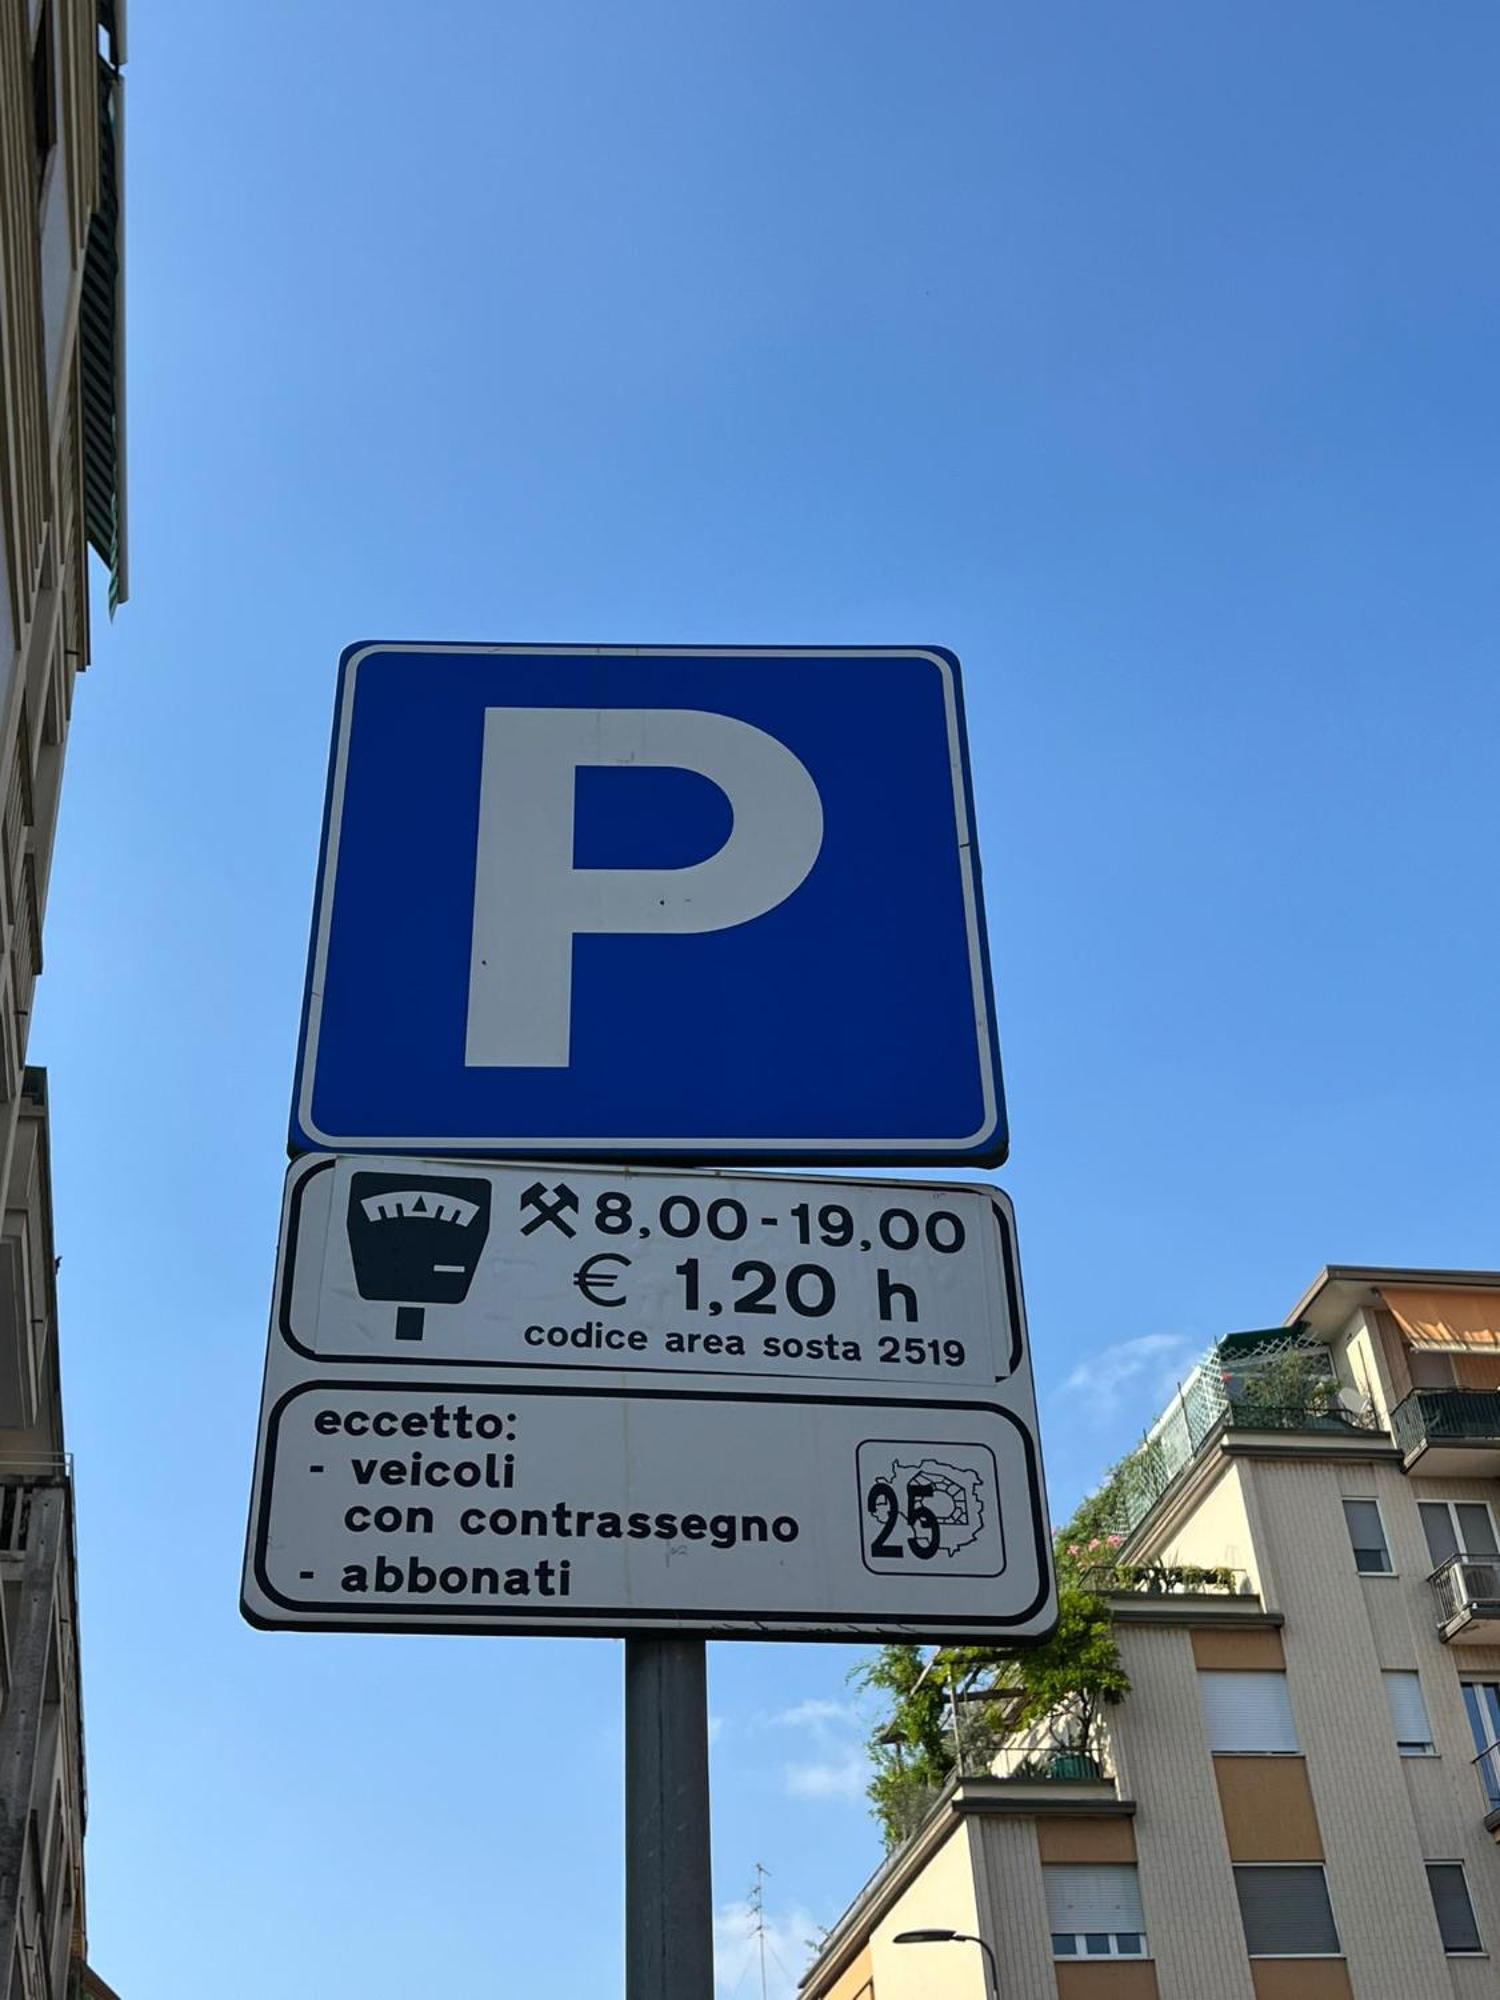 P
8,00-19,00
€ 1,20 h
codice area sosta 2519
eccetto:
- veicoli
con contrassegno
- abbonati
25